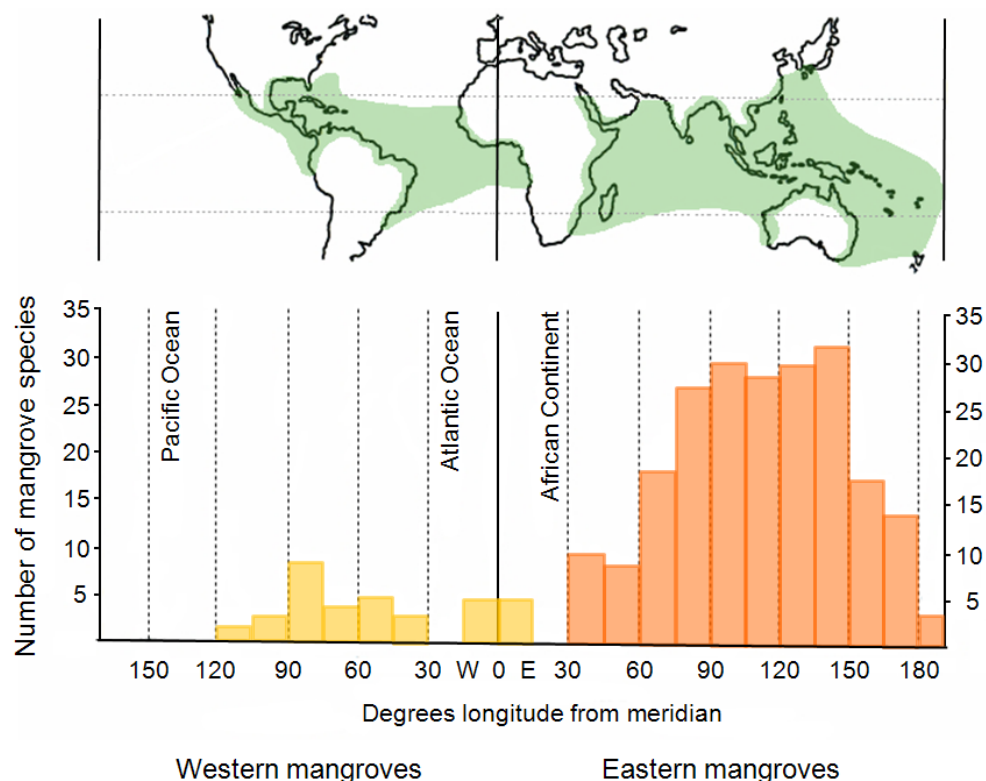 35
30
25
20
15
10
5
Number of mangrove species
Pacific Ocean
Atlantic Ocean
African Continent
35
30
25
20
15
10
5
150 120 90 60 30 W 0 E 30 60 90 120 150 180
Degrees longitude from meridian
Western mangroves Eastern mangroves